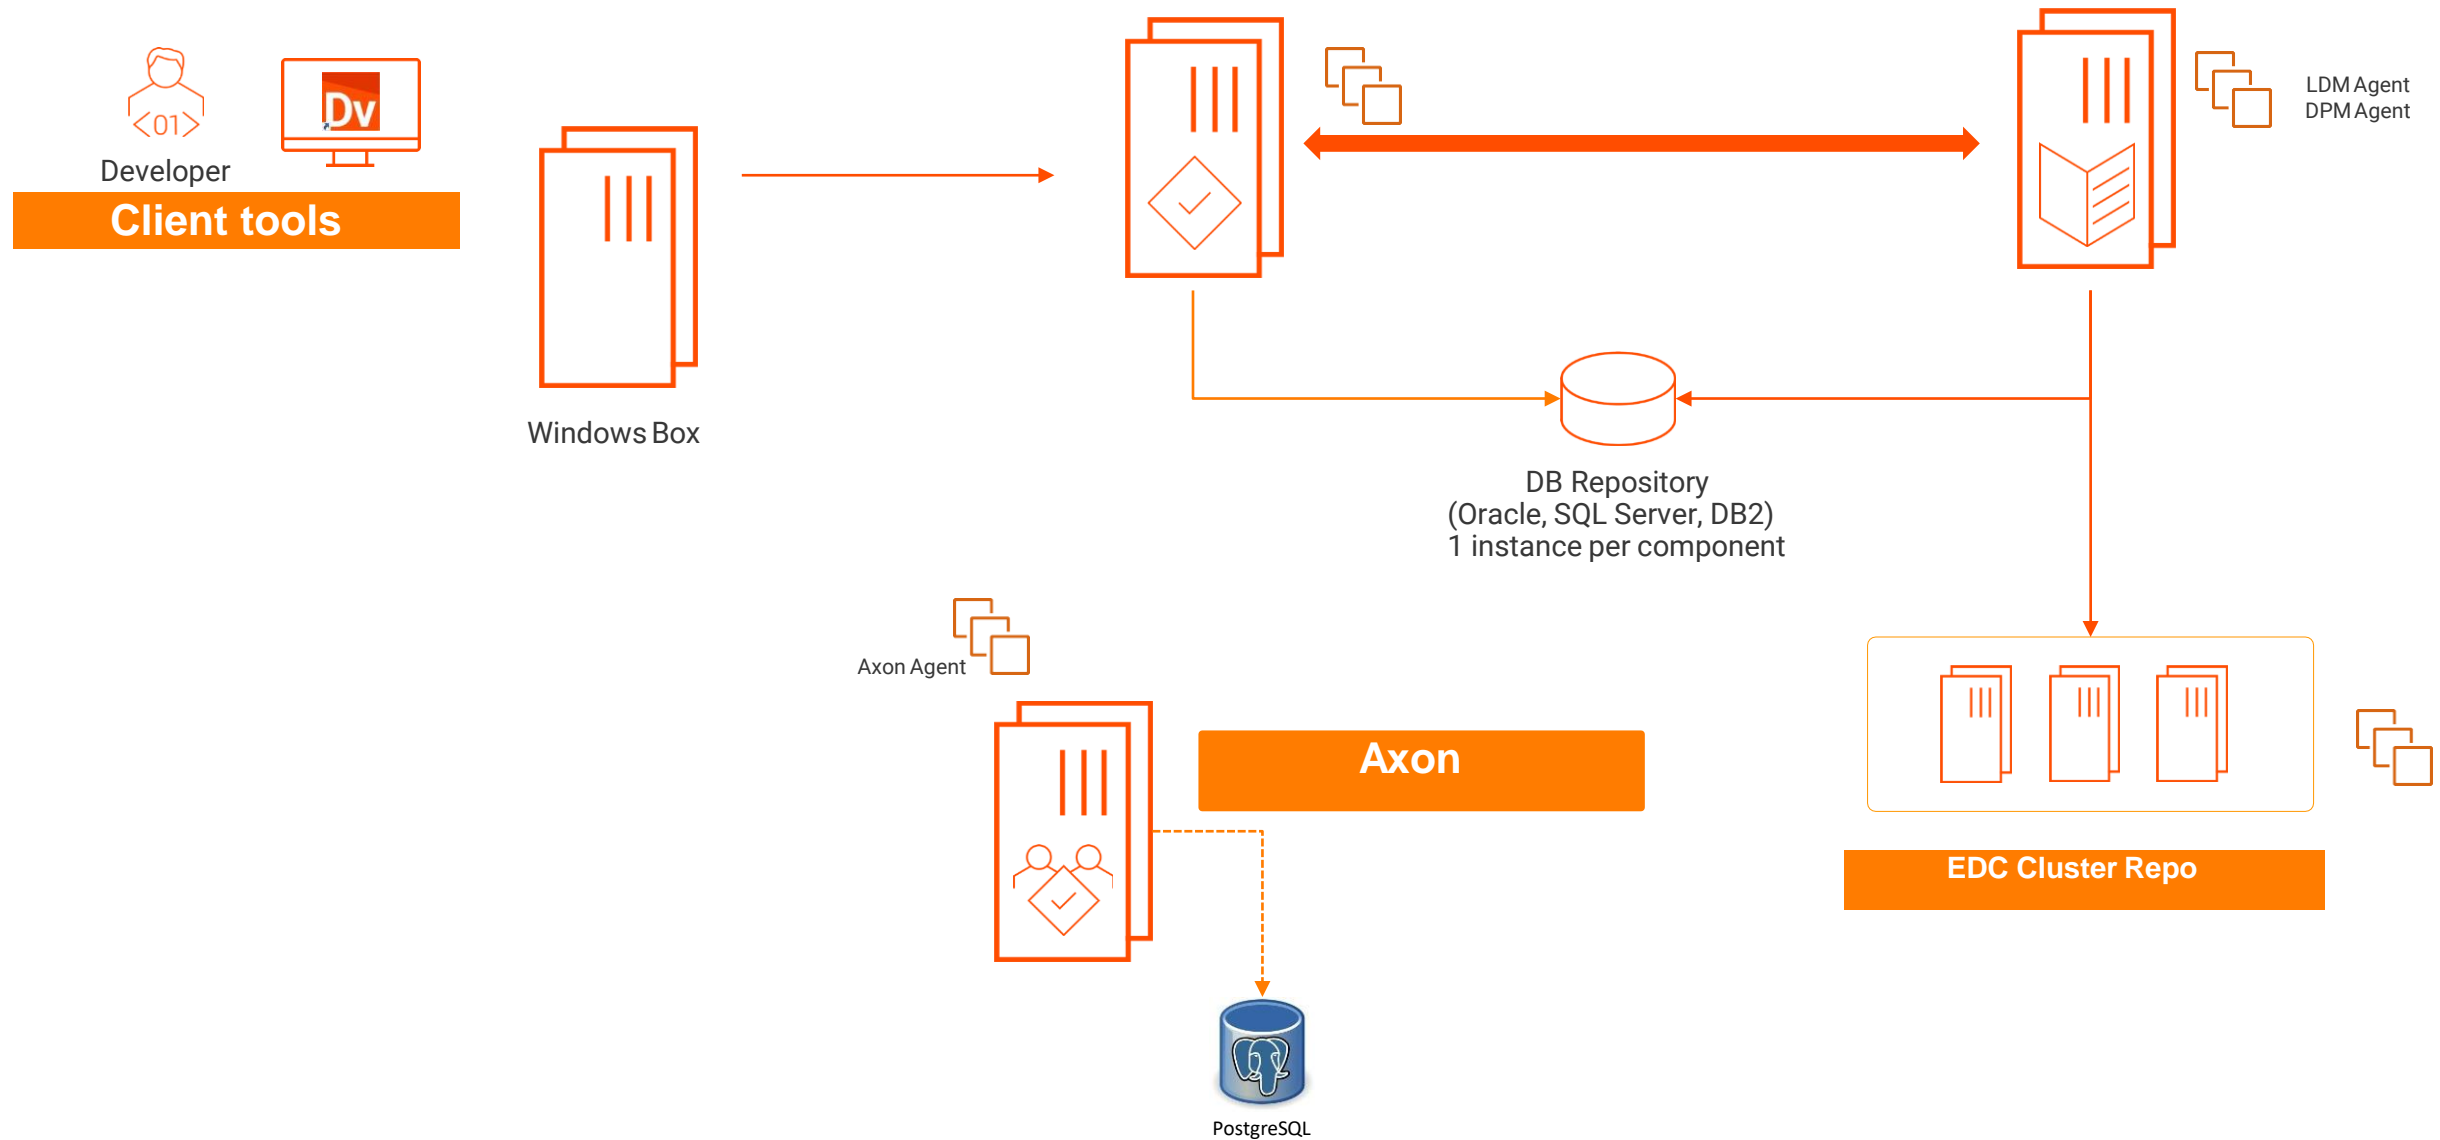 Developer
<01>
Dv
Client tools
Windows Box
LDM Agent
DPM Agent
DB Repository
(Oracle, SQL Server, DB2)
1 instance per component
Axon Agent
Axon
EDC Cluster Repo
PostgreSQL